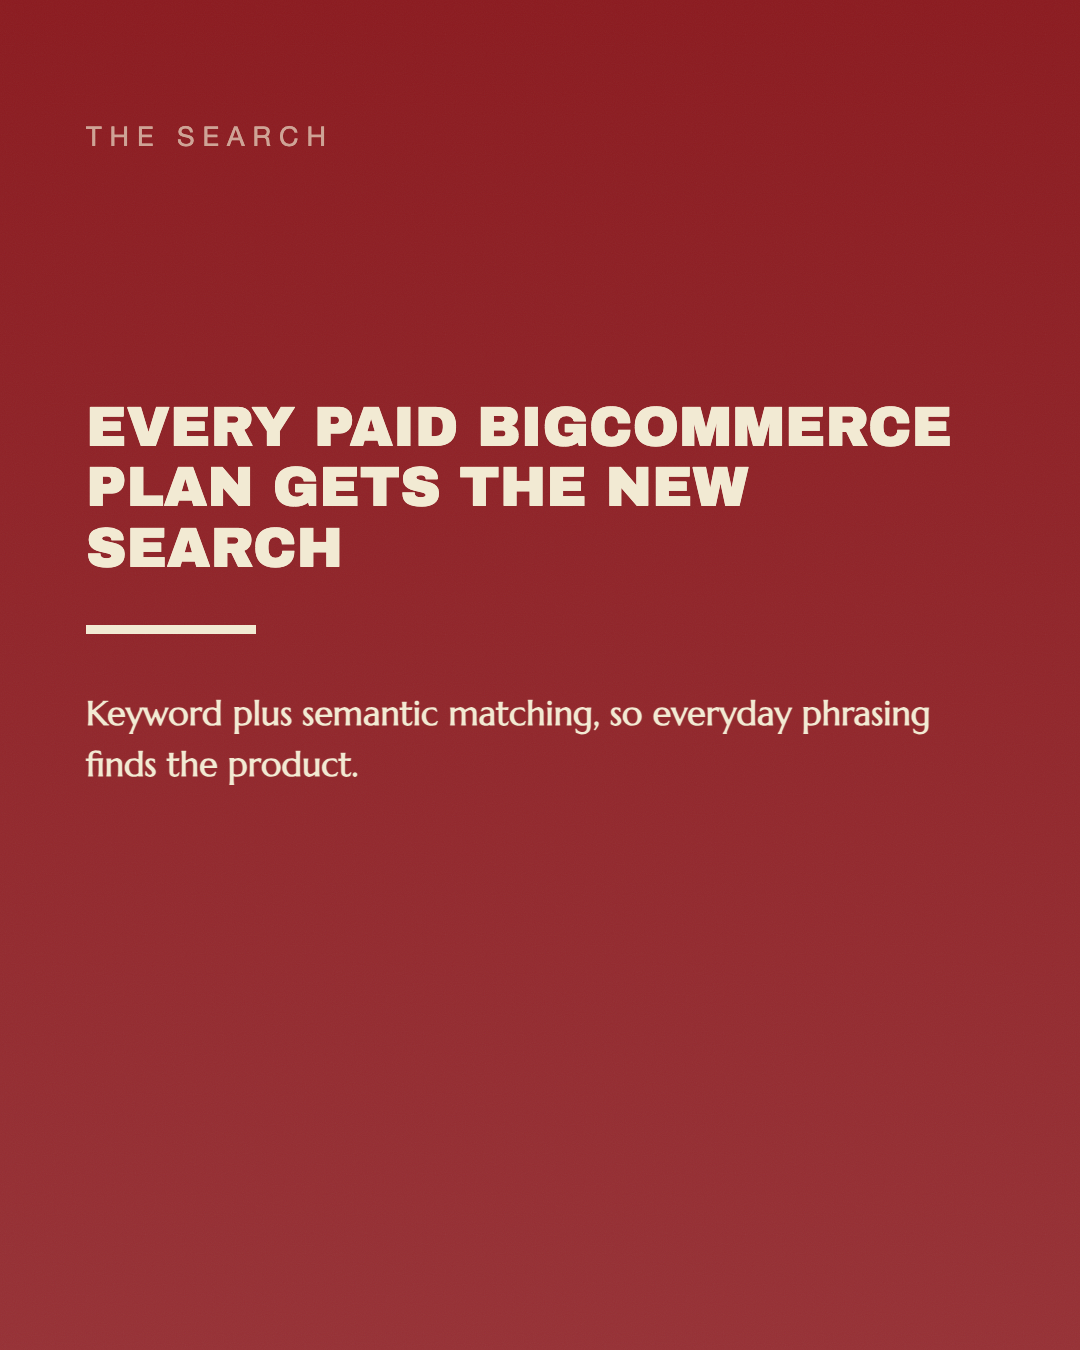 THE SEARCH
EVERY PAID BIGCOMMERCE
PLAN GETS THE NEW
SEARCH
Keyword plus semantic matching, so everyday phrasing
finds the product.